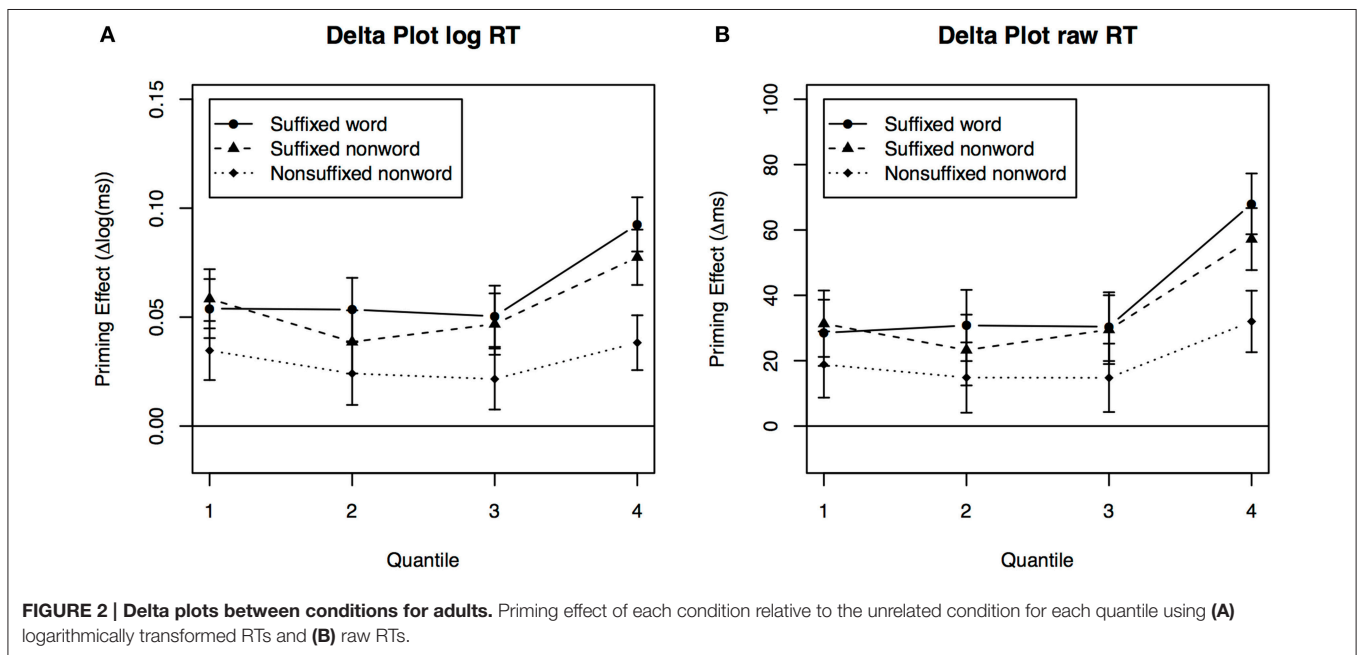 A
Delta Plot log RT
Priming Effect (Δlog(ms))
0.15
0.10
0.05
0.00
Suffixed word
Suffixed nonword
Nonsuffixed nonword
1 2 3 4
Quantile
B
Delta Plot raw RT
Priming Effect (Δms)
100
80
60
40
20
0
Suffixed word
Suffixed nonword
Nonsuffixed nonword
1 2 3 4
Quantile
FIGURE 2 | Delta plots between conditions for adults. Priming effect of each condition relative to the unrelated condition for each quantile using (A)
logarithmically transformed RTs and (B) raw RTs.